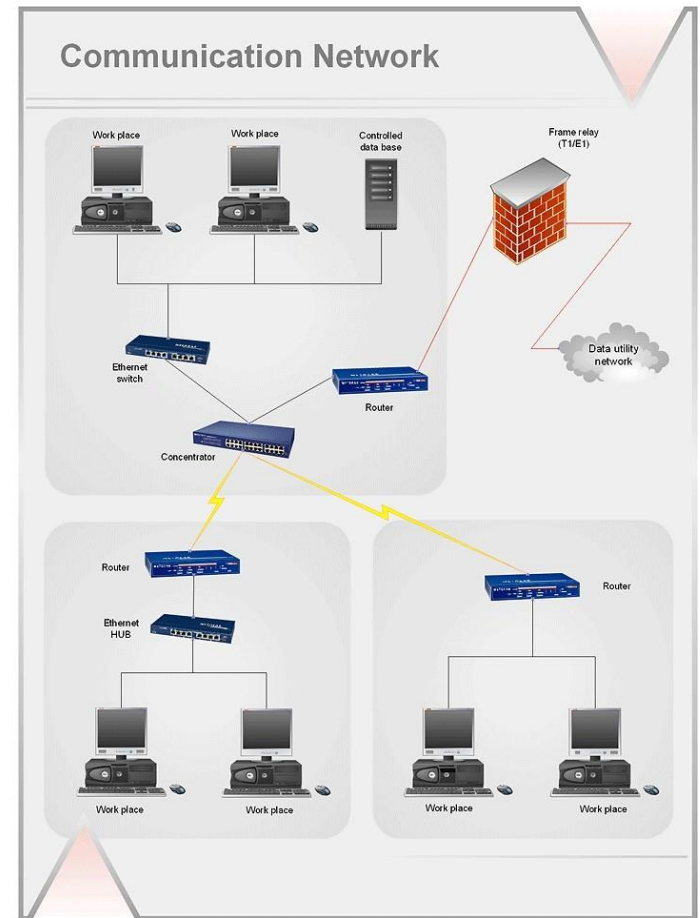 Communication Network
Work place
Work place
Controlled
data base
Frame relay
(T1/E1)
Ethernet
switch
Data utility
network
Router
Concentrator
Router
Ethernet
HUB
Router
Work place
Work place
Work place
Work place